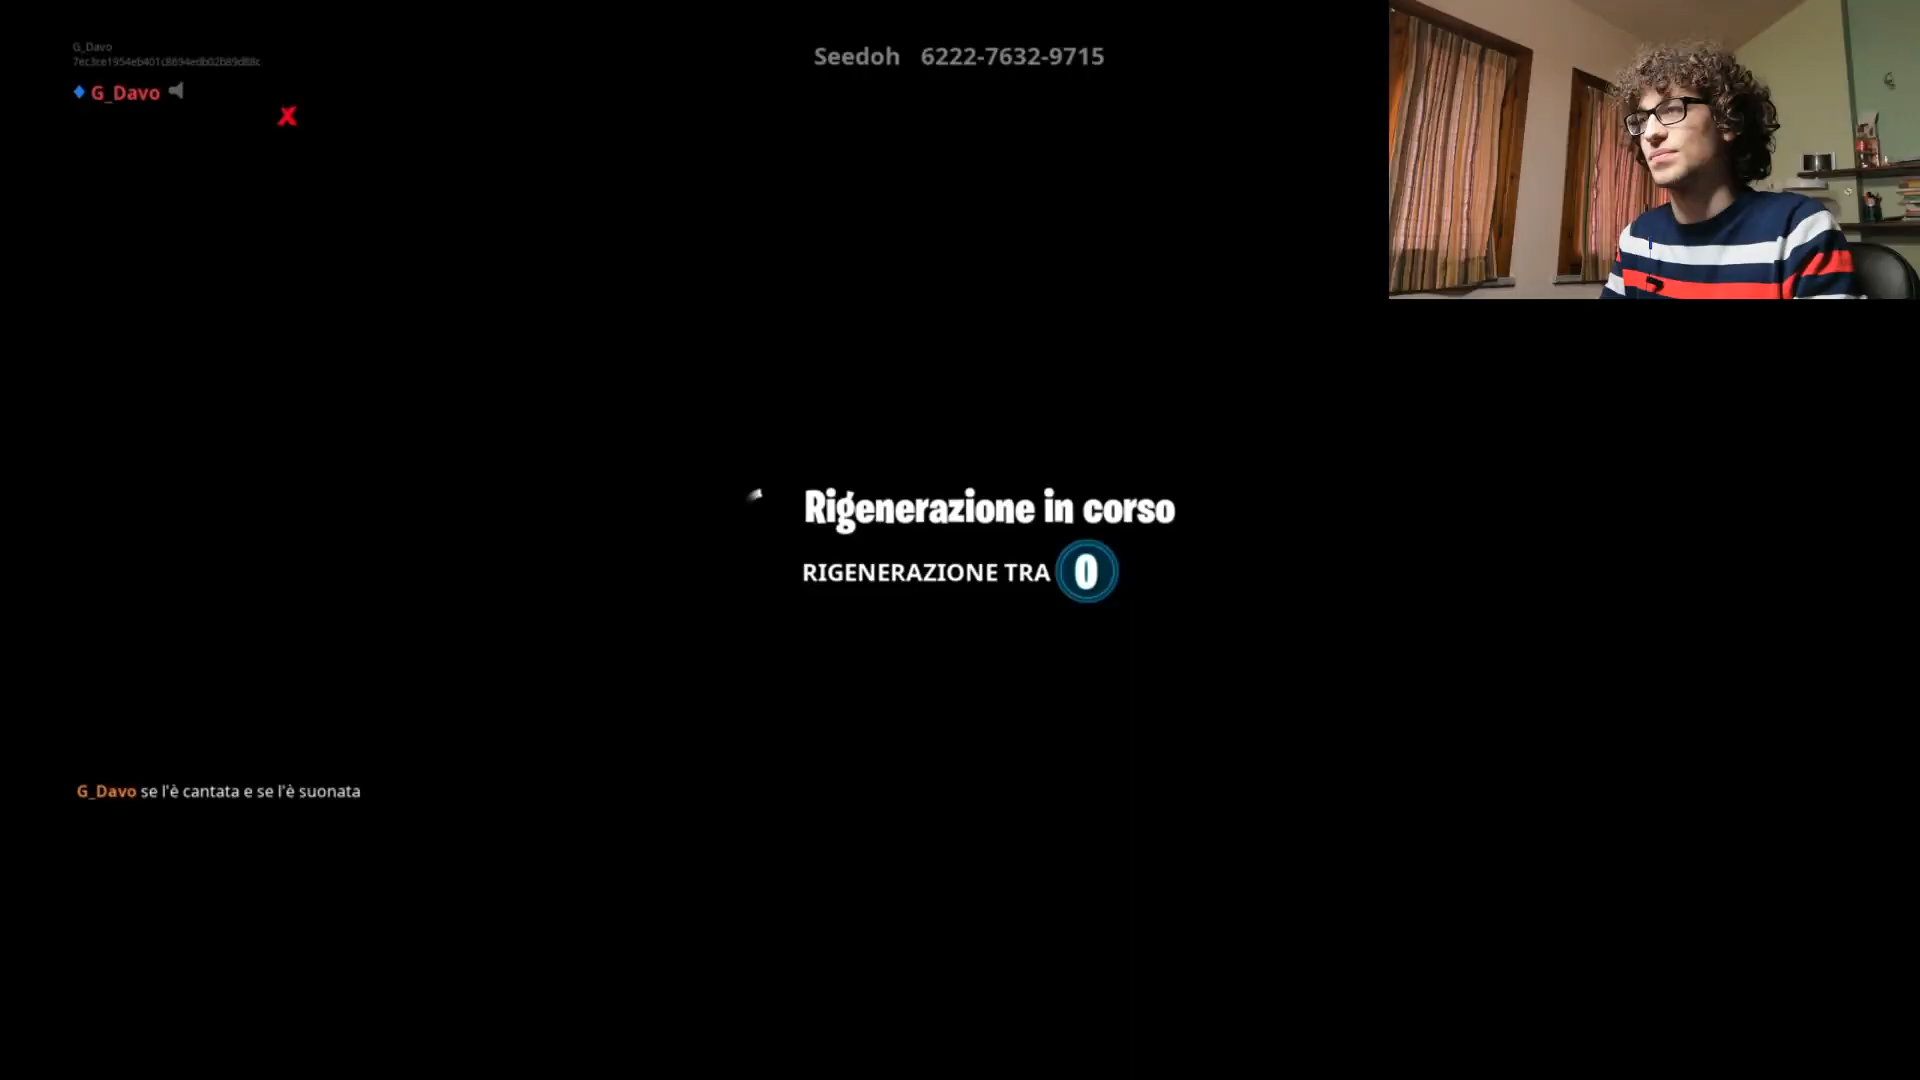 G_Davo
Seedoh 6222-7632-9715
G_Davo
X
Rigenerazione in corso
RIGENERAZIONE TRA 0
G_Davo se l'è cantata e se l'è suonata